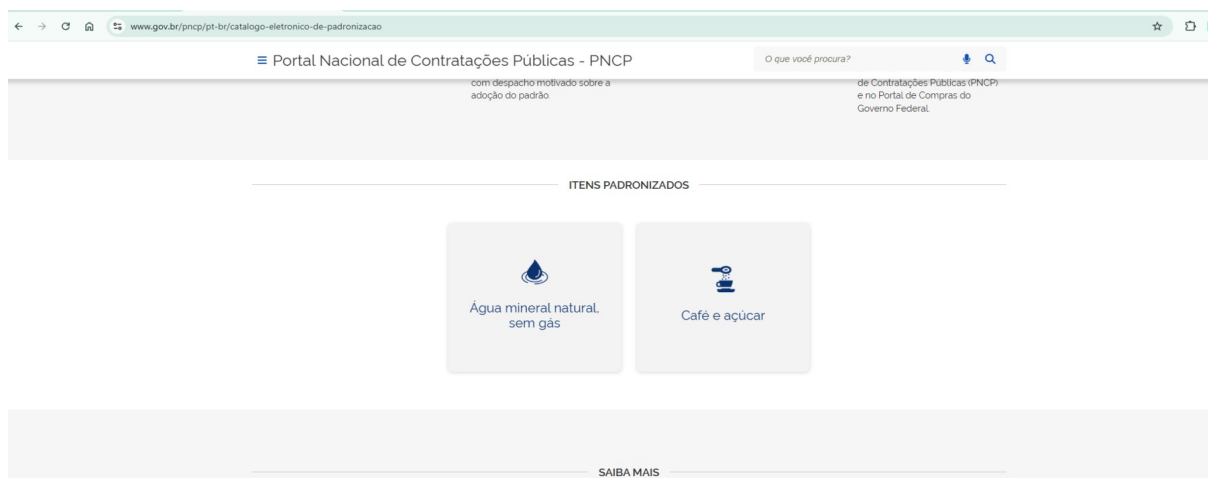 www.gov.br/pncp/pt-br/catalogo-eletronico-de-padronizacao
Portal Nacional de Contratações Públicas - PNCP
O que você procura?
com despacho motivado sobre a
adoção do padrão.
de Contratações Públicas (PNCP)
e no Portal de Compras do
Governo Federal.
ITENS PADRONIZADOS
Água mineral natural,
sem gás
Café e açúcar
SAIBA MAIS